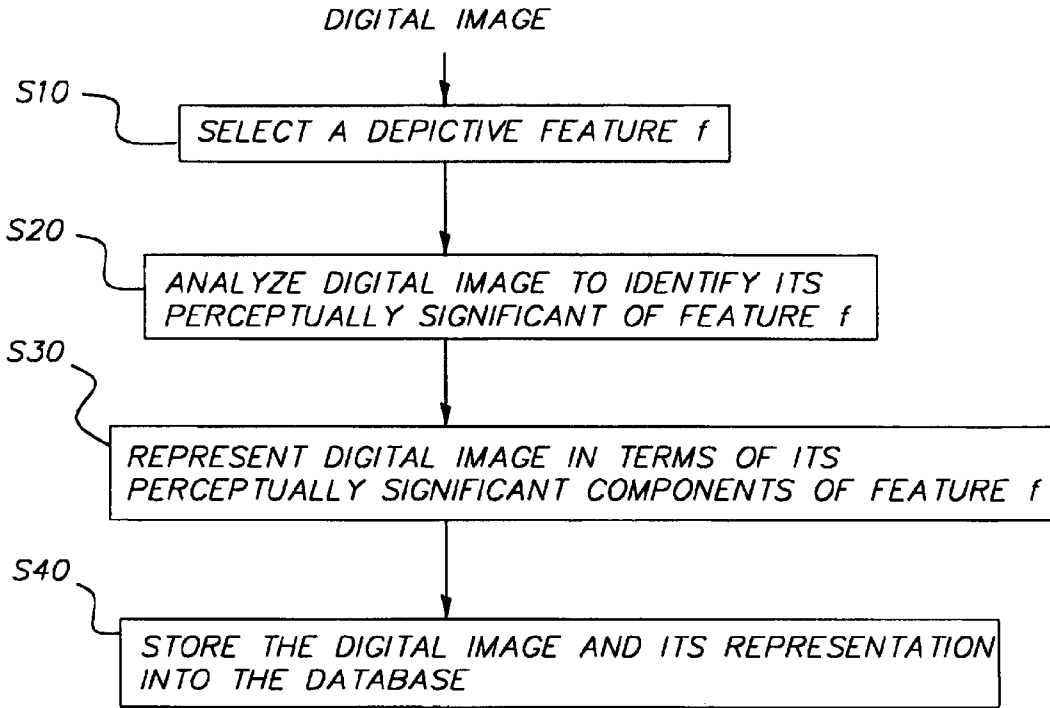 DIGITAL IMAGE
S10
SELECT A DEPICTIVE FEATURE f
S20
ANALYZE DIGITAL IMAGE TO IDENTIFY ITS
PERCEPTUALLY SIGNIFICANT OF FEATURE f
S30
REPRESENT DIGITAL IMAGE IN TERMS OF ITS
PERCEPTUALLY SIGNIFICANT COMPONENTS OF FEATURE f
S40
STORE THE DIGITAL IMAGE AND ITS REPRESENTATION
INTO THE DATABASE